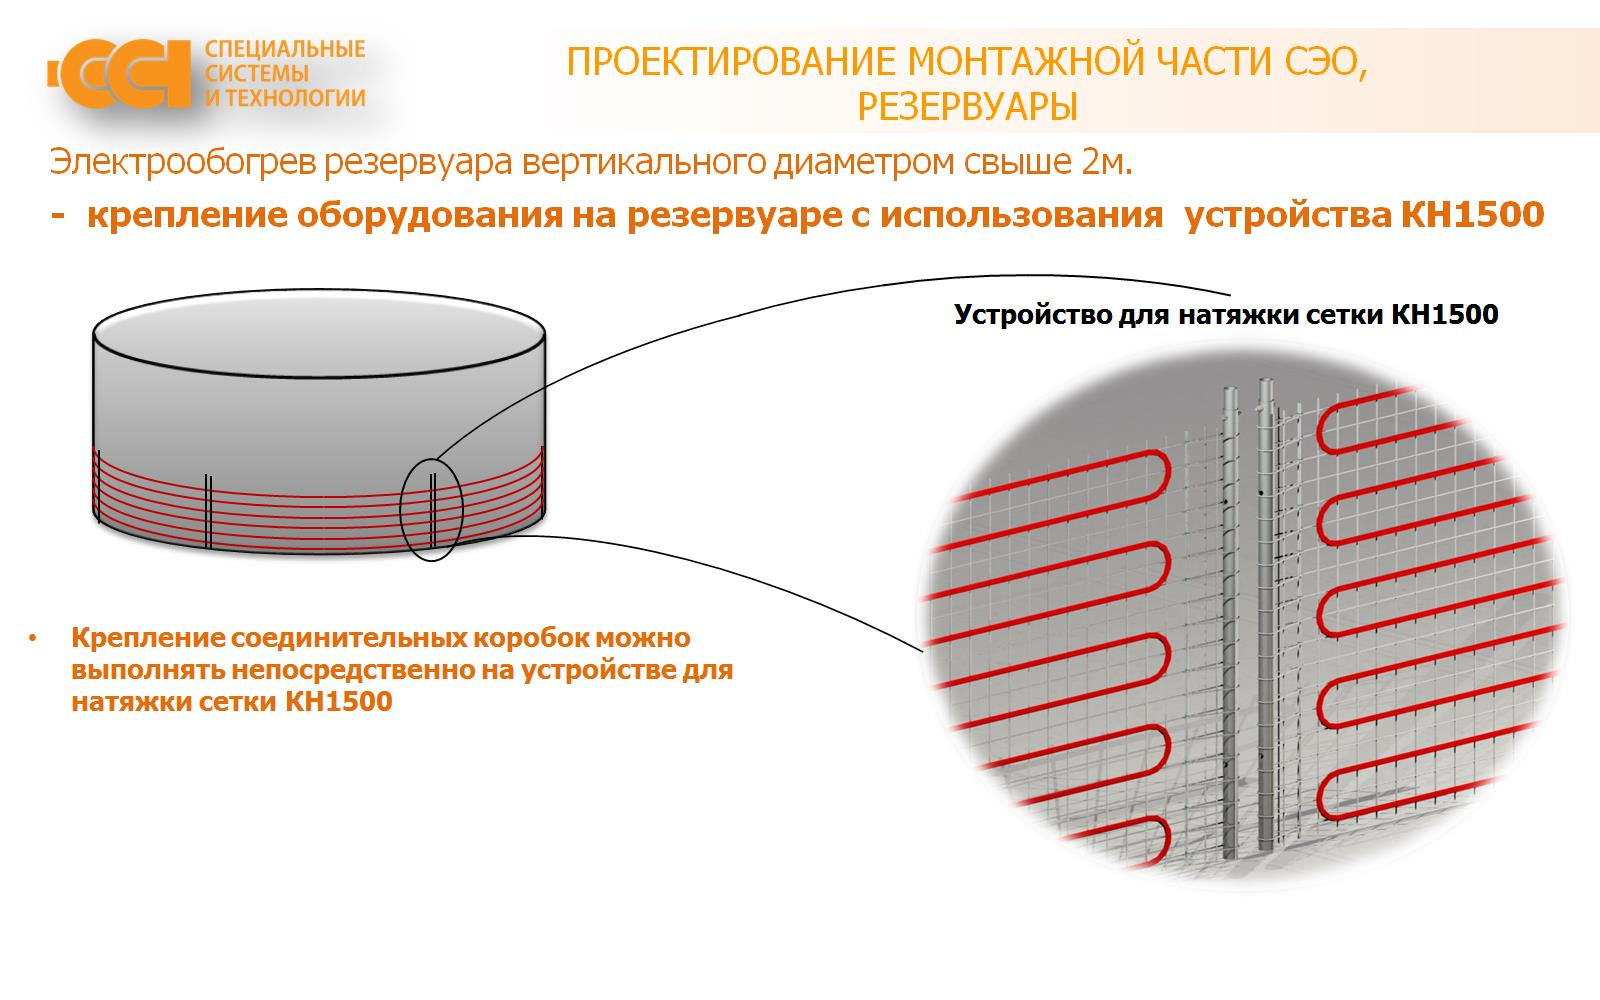 ССТ
СПЕЦИАЛЬНЫЕ
СИСТЕМЫ
И ТЕХНОЛОГИИ
ПРОЕКТИРОВАНИЕ МОНТАЖНОЙ ЧАСТИ СЭО,
РЕЗЕРВУАРЫ
Электрообогрев резервуара вертикального диаметром свыше 2м.
- крепление оборудования на резервуаре с использования устройства КН1500
Устройство для натяжки сетки КН1500
• Крепление соединительных коробок можно
выполнять непосредственно на устройстве для
натяжки сетки КН1500